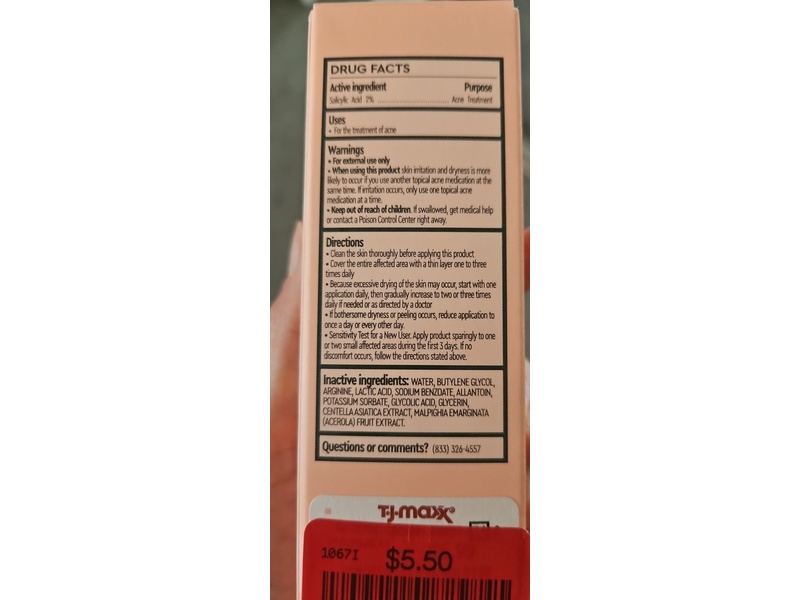 DRUG FACTS
Active ingredient Purpose
Salicylic Acid 2% Acne Treatment
Uses
• For the treatment of acne
Warnings
• For external use only
• When using this product skin irritation and dryness is more
likely to occur if you use another topical acne medication at the
same time. If irritation occurs, only use one topical acne
medication at a time.
• Keep out of reach of children. If swallowed, get medical help
or contact a Poison Control Center right away.
Directions
• Clean the skin thoroughly before applying this product
• Cover the entire affected area with a thin layer one to three
times daily
• Because excessive drying of the skin may occur, start with one
application daily, then gradually increase to two or three times
daily if needed or as directed by a doctor
• If bothersome dryness or peeling occurs, reduce application to
once a day or every other day.
• Sensitivity Test for a New User. Apply product sparingly to one
or two small affected areas during the first 3 days. If no
discomfort occurs, follow the directions stated above.
Inactive ingredients: WATER, BUTYLENE GLYCOL,
ARGININE, LACTIC ACID, SODIUM BENZOATE, ALLANTOIN,
POTASSIUM SORBATE, GLYCOLIC ACID, GLYCERIN,
CENTELLA ASIATICA EXTRACT, MALPIGHIA EMARGINATA
(ACEROLA) FRUIT EXTRACT.
Questions or comments? (833) 326-4557
T·J·maxx®
1067I $5.50